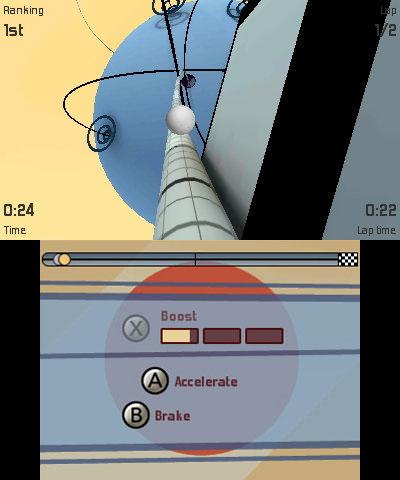 Ranking
1st
Lap
1/2
0:24
Time
0:22
Lap time
X
Boost
A
Accelerate
B
Brake